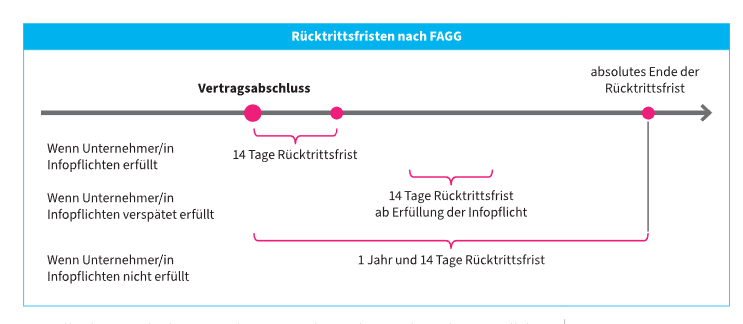 Rücktrittsfristen nach FAGG
absolutes Ende der
Rücktrittsfrist
Vertragsabschluss
Wenn Unternehmer/in
Infopflichten erfüllt
14 Tage Rücktrittsfrist
Wenn Unternehmer/in
Infopflichten verspätet erfüllt
14 Tage Rücktrittsfrist
ab Erfüllung der Infopflicht
Wenn Unternehmer/in
Infopflichten nicht erfüllt
1 Jahr und 14 Tage Rücktrittsfrist